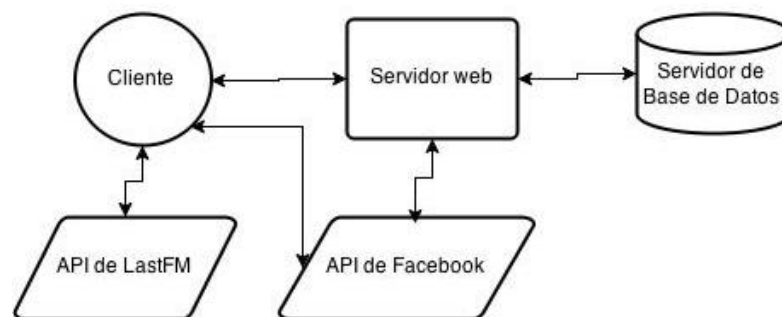 Cliente
Servidor web
Servidor de
Base de Datos
API de LastFM
API de Facebook